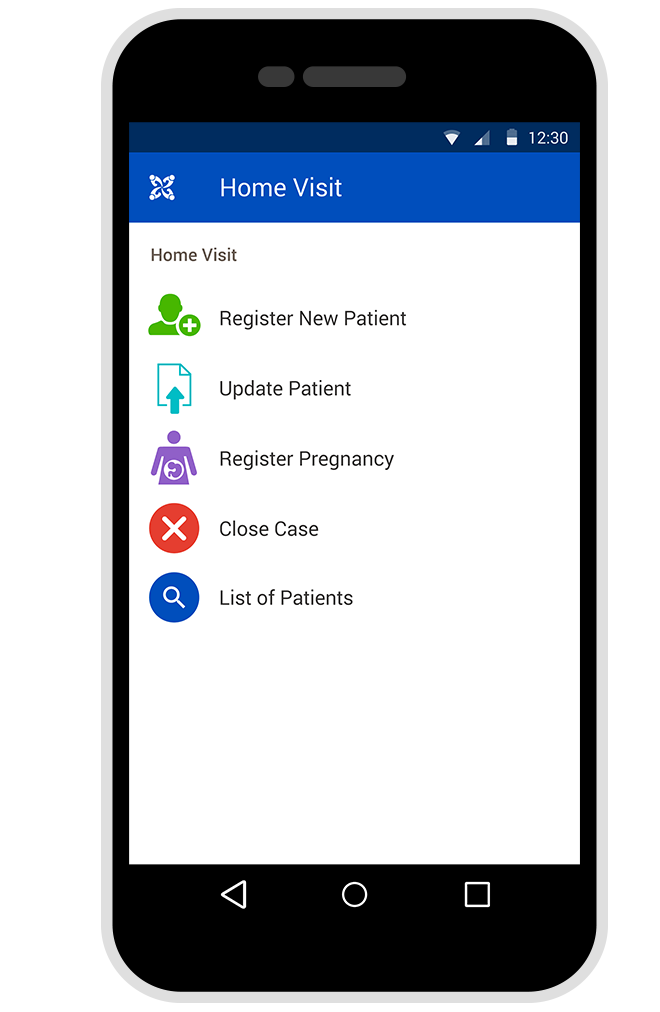 12:30
Home Visit
Home Visit
Register New Patient
Update Patient
Register Pregnancy
Close Case
List of Patients